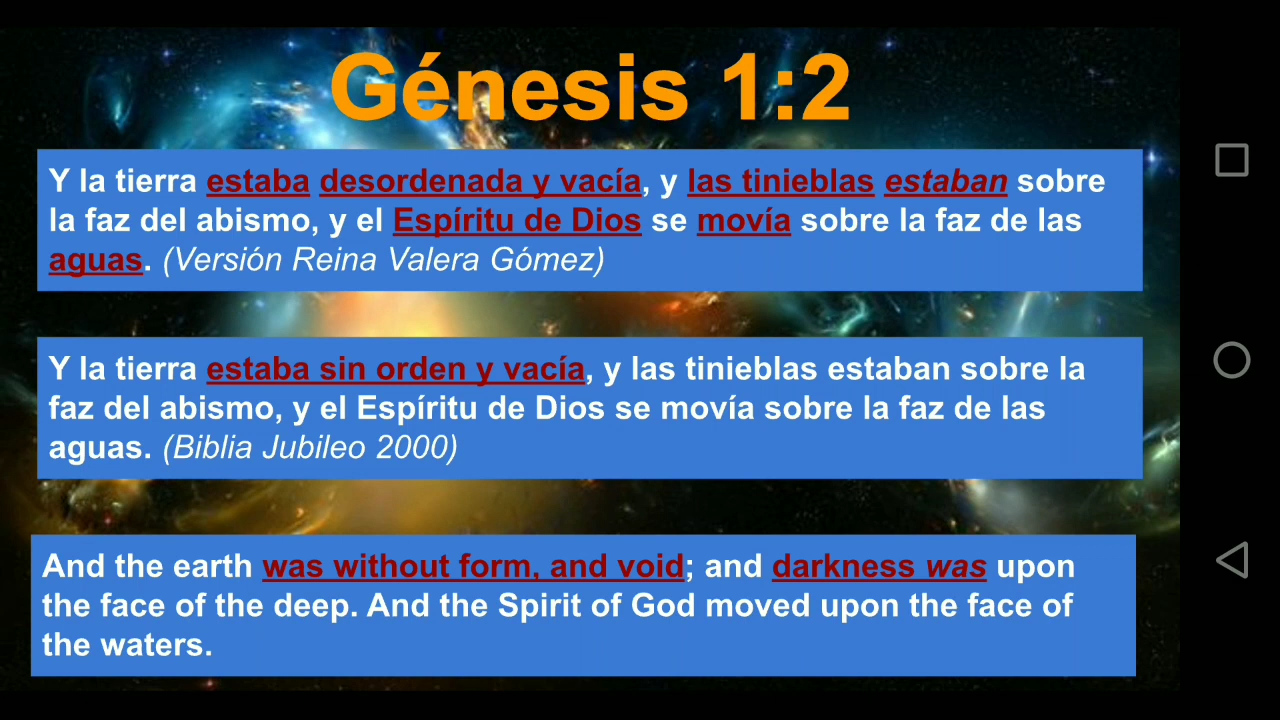 Génesis 1:2
Y la tierra estaba desordenada y vacía, y las tinieblas estaban sobre
la faz del abismo, y el Espíritu de Dios se movía sobre la faz de las
aguas. (Versión Reina Valera Gómez)
Y la tierra estaba sin orden y vacía, y las tinieblas estaban sobre la
faz del abismo, y el Espíritu de Dios se movía sobre la faz de las
aguas. (Biblia Jubileo 2000)
And the earth was without form, and void; and darkness was upon
the face of the deep. And the Spirit of God moved upon the face of
the waters.